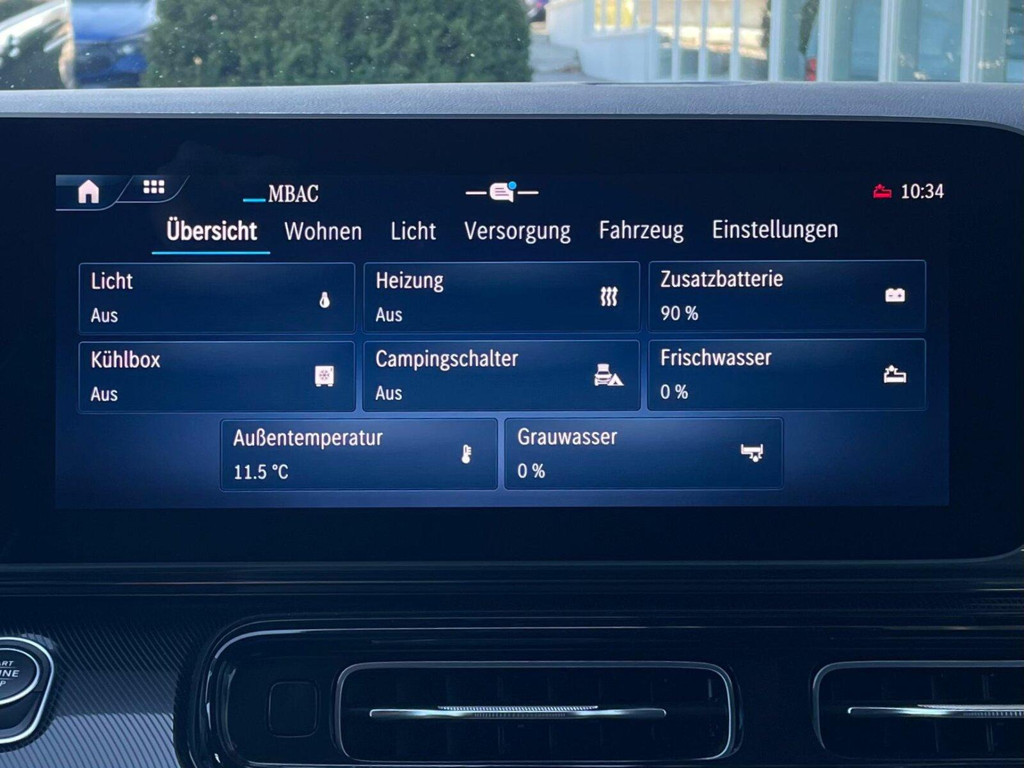 MBAC
10:34
Übersicht Wohnen Licht Versorgung Fahrzeug Einstellungen
Licht
Aus
Heizung
Aus
Zusatzbatterie
90 %
Kühlbox
Aus
Campingschalter
Aus
Frischwasser
0 %
Außentemperatur
11.5 °C
Grauwasser
0 %